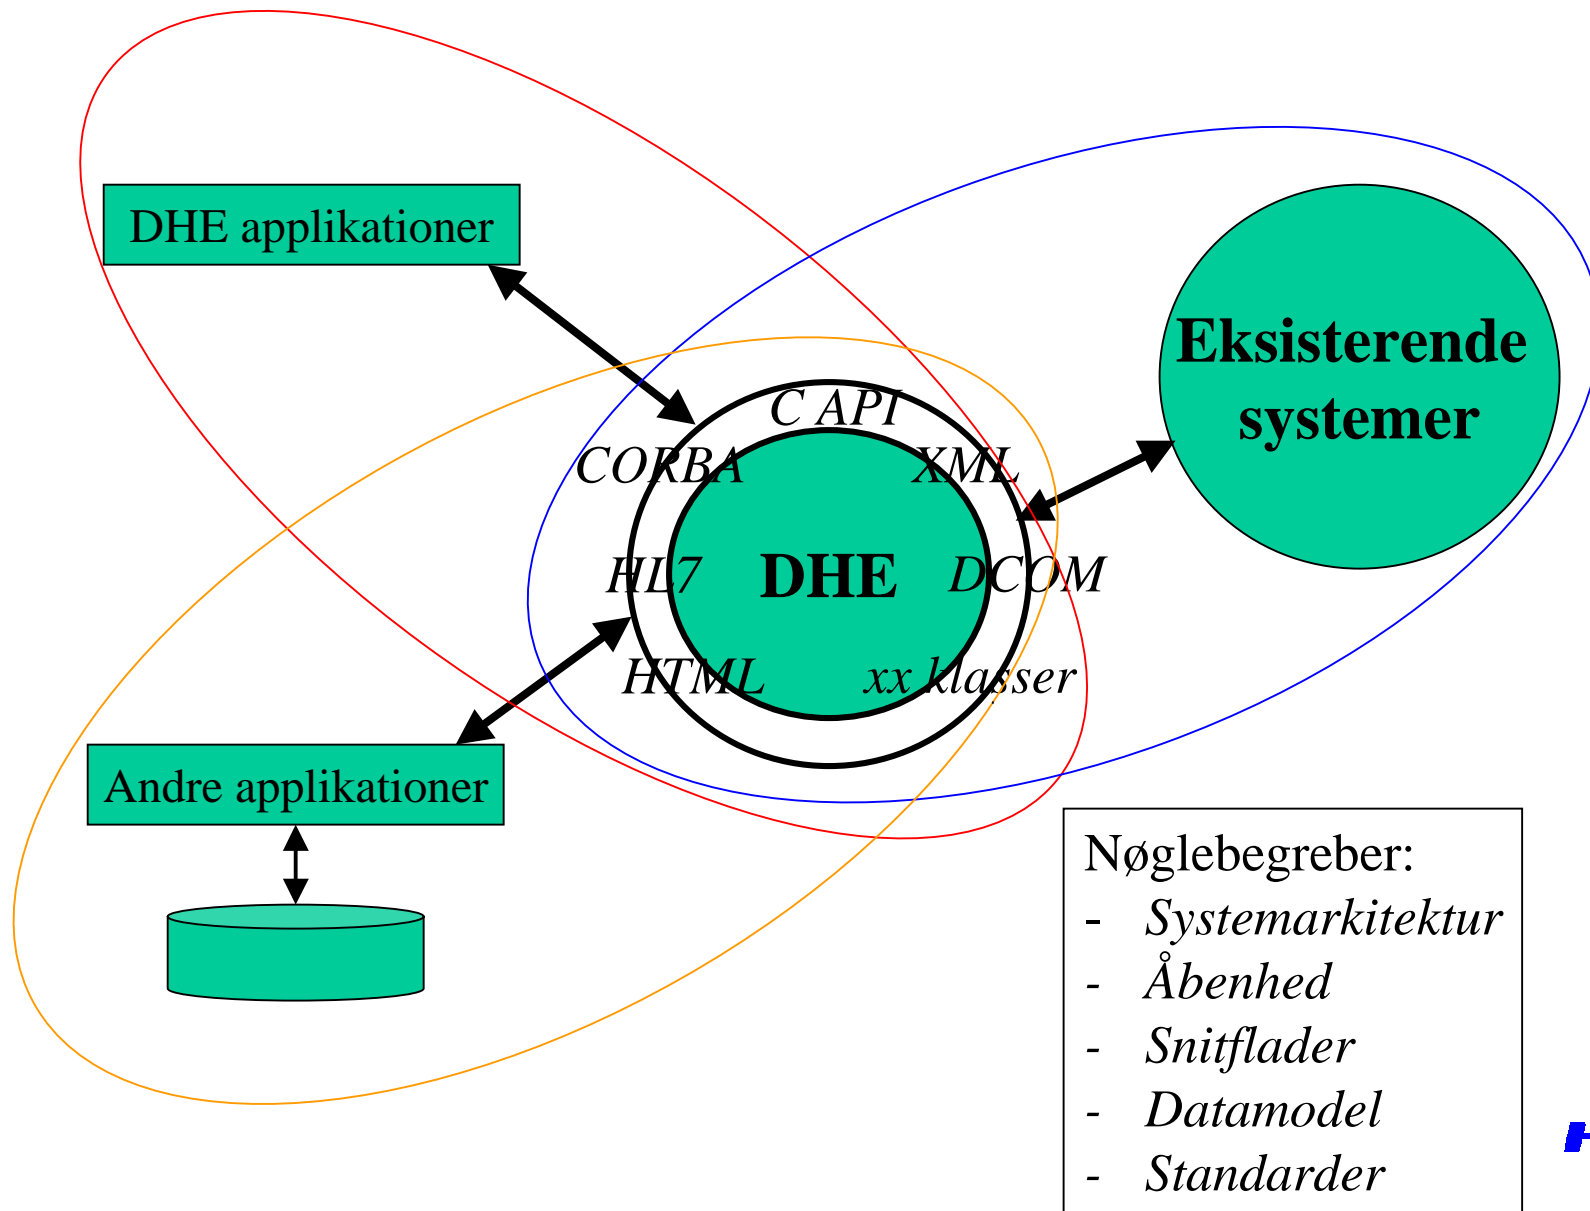 DHE applikationer
Eksisterende
systemer
C API
CORBA
XML
HL7
DHE
DCOM
HTML
xx klasser
Andre applikationer
Nøglebegreber:
- Systemarkitektur
- Åbenhed
- Snitflader
- Datamodel
- Standarder